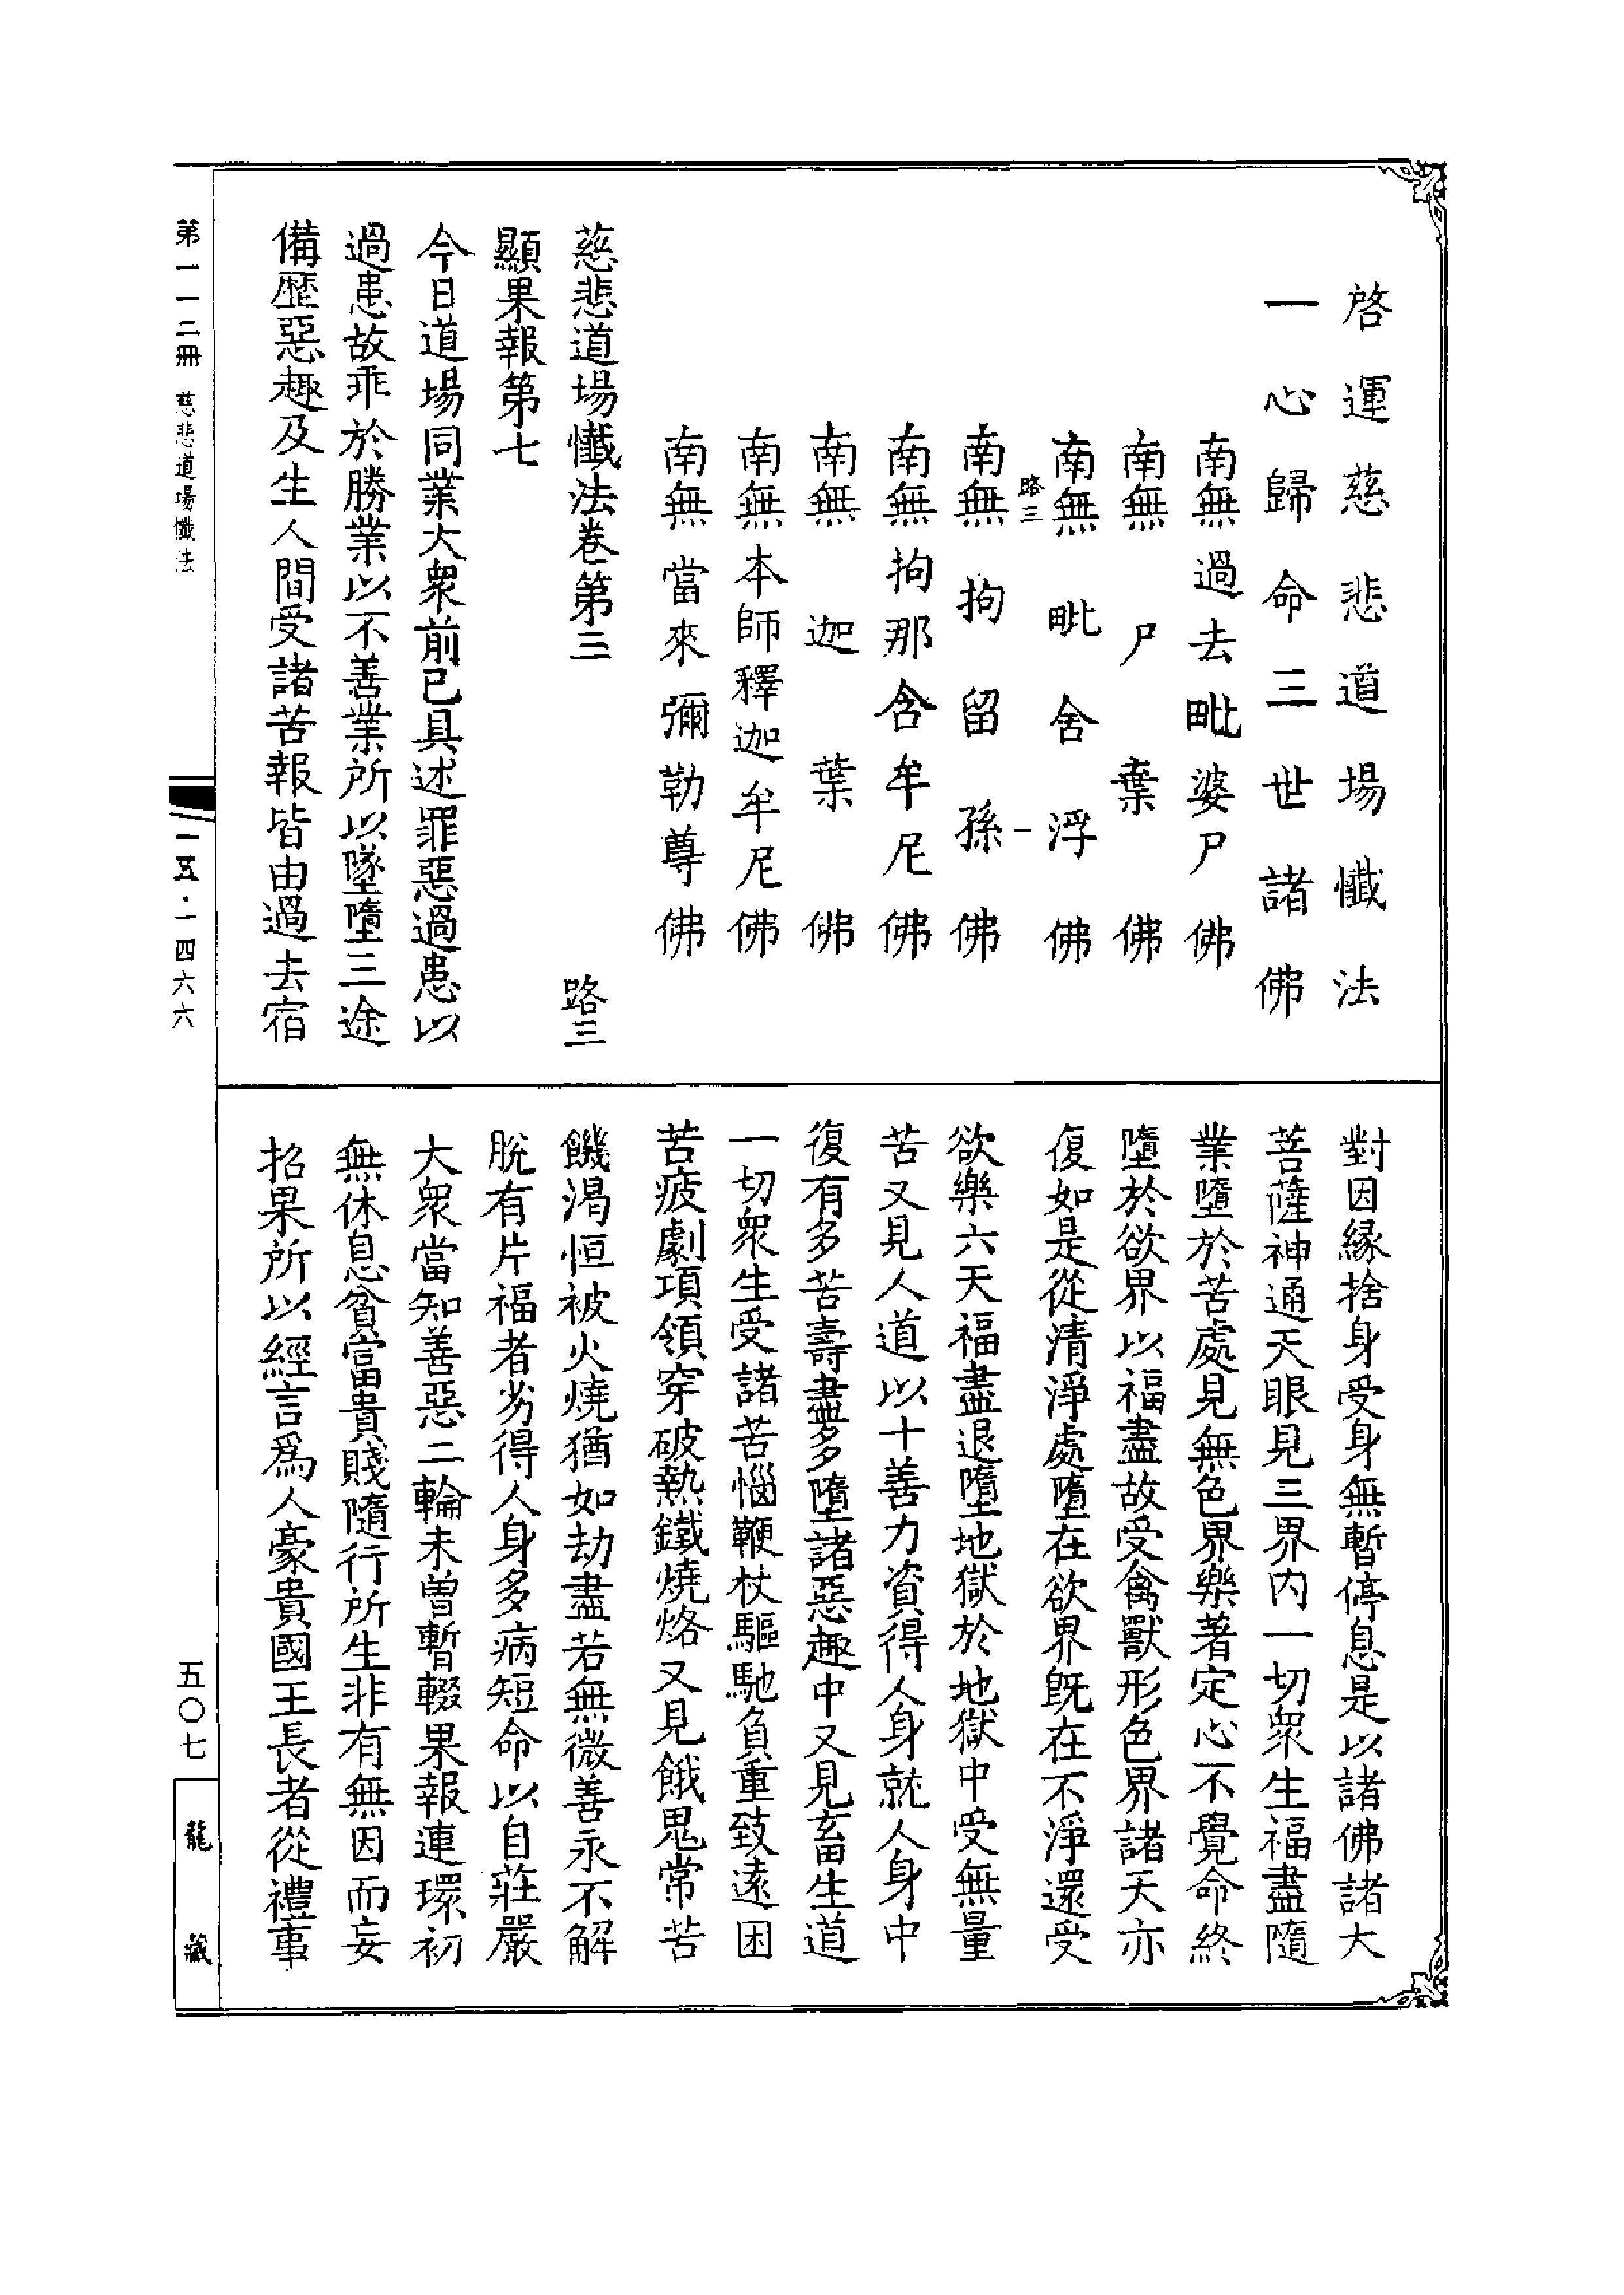 啓運慈悲道場懺法
一心歸命三世諸佛
南無過去毗婆尸佛
南無尸棄佛
南無毗舍浮佛
路三 一
南無拘留孫佛
南無拘那含牟尼佛
南無迦葉佛
南無本師釋迦牟尼佛
南無當來彌勒尊佛
慈悲道場懺法卷第三 路三
顯果報第七
今日道場同業大衆前已具述罪惡過患以
過患故乖於勝業以不善業所以墜墮三途
備歷惡趣及生人間受諸苦報皆由過去宿
對因緣捨身受身無暫停息是以諸佛諸大
菩薩神通天眼見三界内一切衆生福盡隨
業墮於苦處見無色界樂著定心不覺命終
墮於欲界以福盡故受禽獸形色界諸天亦
復如是從清淨處墮在欲界既在不淨還受
欲樂六天福盡退墮地獄於地獄中受無量
苦又見人道以十善力資得人身就人身中
復有多苦壽盡多墮諸惡趣中又見畜生道
一切衆生受諸苦惱鞭杖驅馳負重致遠困
苦疲劇項領穿破熱鐵燒烙又見餓鬼常苦
饑渴恒被火燒猶如劫盡若無微善永不解
脫有片福者劣得人身多病短命以自莊嚴
大衆當知善惡二輪未曾暫輟果報連環初
無休息貧富貴賤隨行所生非有無因而妄
招果所以經言爲人豪貴國王長者從禮事
第一一二冊 慈悲道場懺法
一五·一四六六
五〇七
龍藏